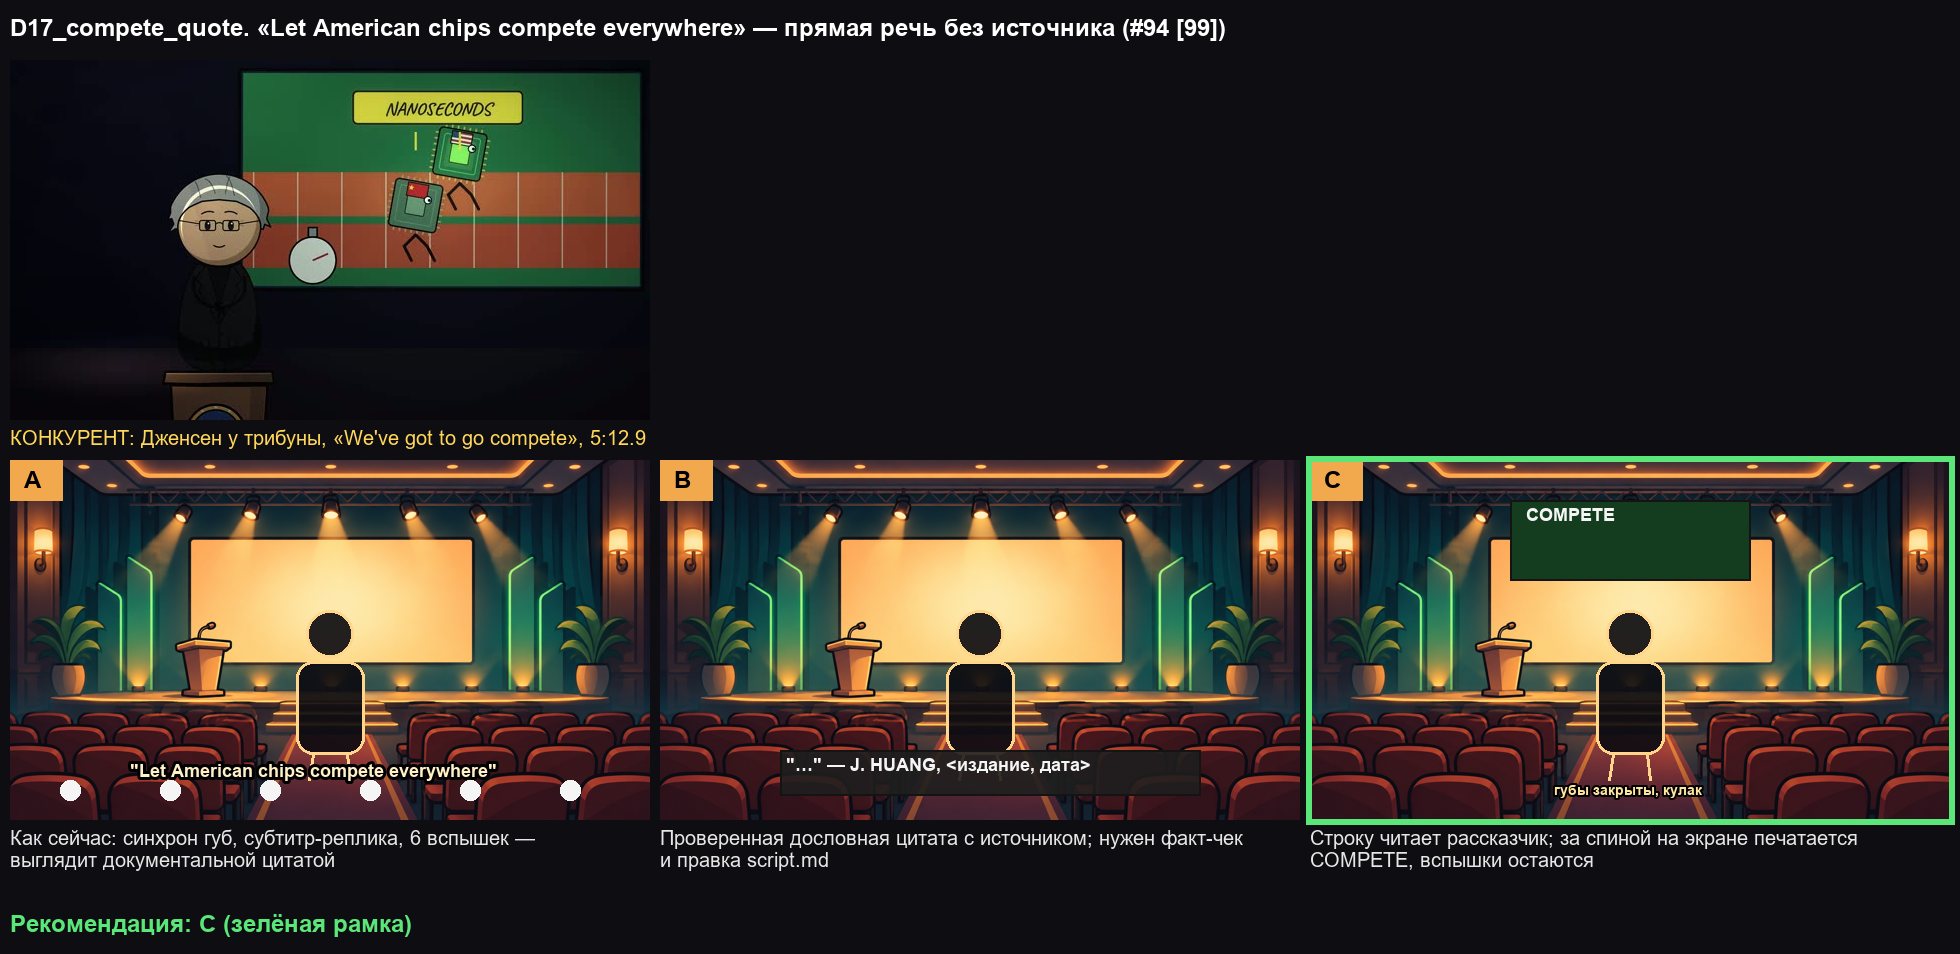 D17_compete_quote. «Let American chips compete everywhere» — прямая речь без источника (#94 [99])
NANOSECONDS
КОНКУРЕНТ: Дженсен у трибуны, «We've got to go compete», 5:12.9
A
B
C
COMPETE
"Let American chips compete everywhere"
"…" — J. HUANG, <издание, дата>
губы закрыты, кулак
Как сейчас: синхрон губ, субтитр-реплика, 6 вспышек —
выглядит документальной цитатой
Проверенная дословная цитата с источником; нужен факт-чек
и правка script.md
Строку читает рассказчик; за спиной на экране печатается
COMPETE, вспышки остаются
Рекомендация: C (зелёная рамка)